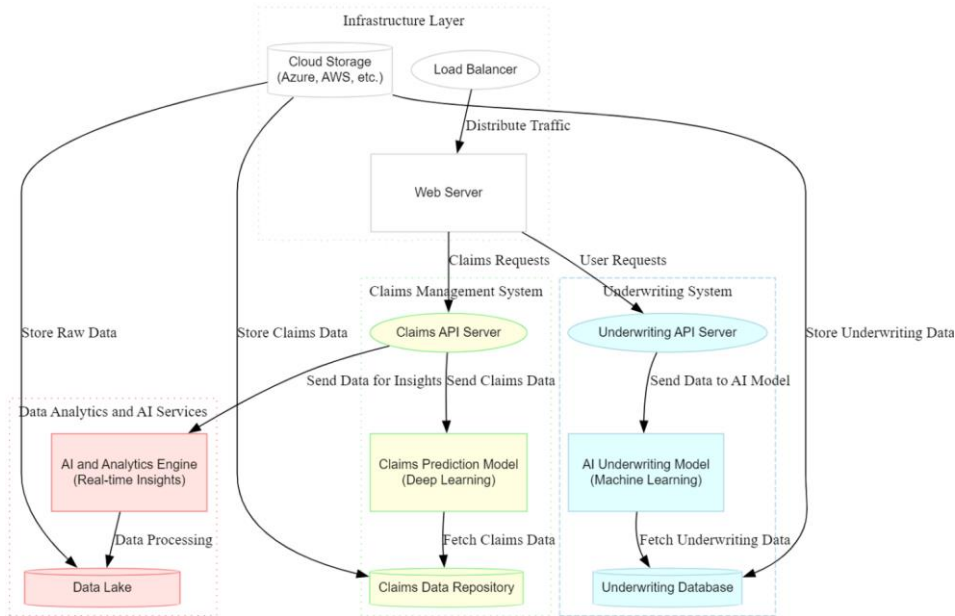 Infrastructure Layer
Cloud Storage
(Azure, AWS, etc.)
Load Balancer
Distribute Traffic
Web Server
Claims Requests
User Requests
Claims Management System
Underwriting System
Store Raw Data
Store Claims Data
Claims API Server
Underwriting API Server
Store Underwriting Data
Send Data for Insights
Send Claims Data
Send Data to AI Model
Data Analytics and AI Services
AI and Analytics Engine
(Real-time Insights)
Claims Prediction Model
(Deep Learning)
AI Underwriting Model
(Machine Learning)
Data Processing
Fetch Claims Data
Fetch Underwriting Data
Data Lake
Claims Data Repository
Underwriting Database